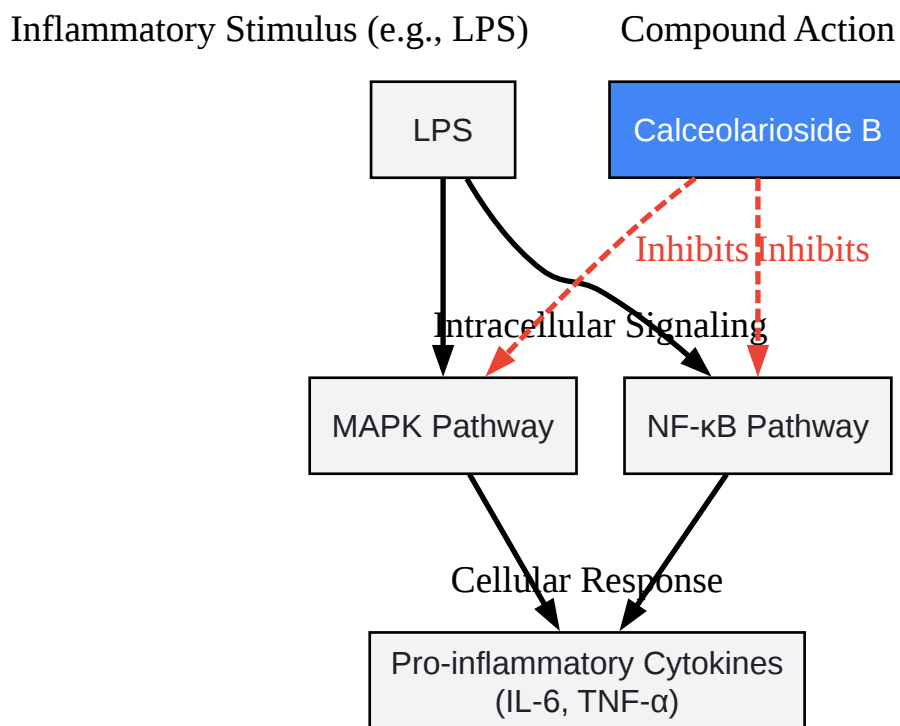 Inflammatory Stimulus (e.g., LPS)
Compound Action
LPS
Calceolarioside B
Inhibits
Inhibits
Intracellular Signaling
MAPK Pathway
NF-κB Pathway
Cellular Response
Pro-inflammatory Cytokines
(IL-6, TNF-α)